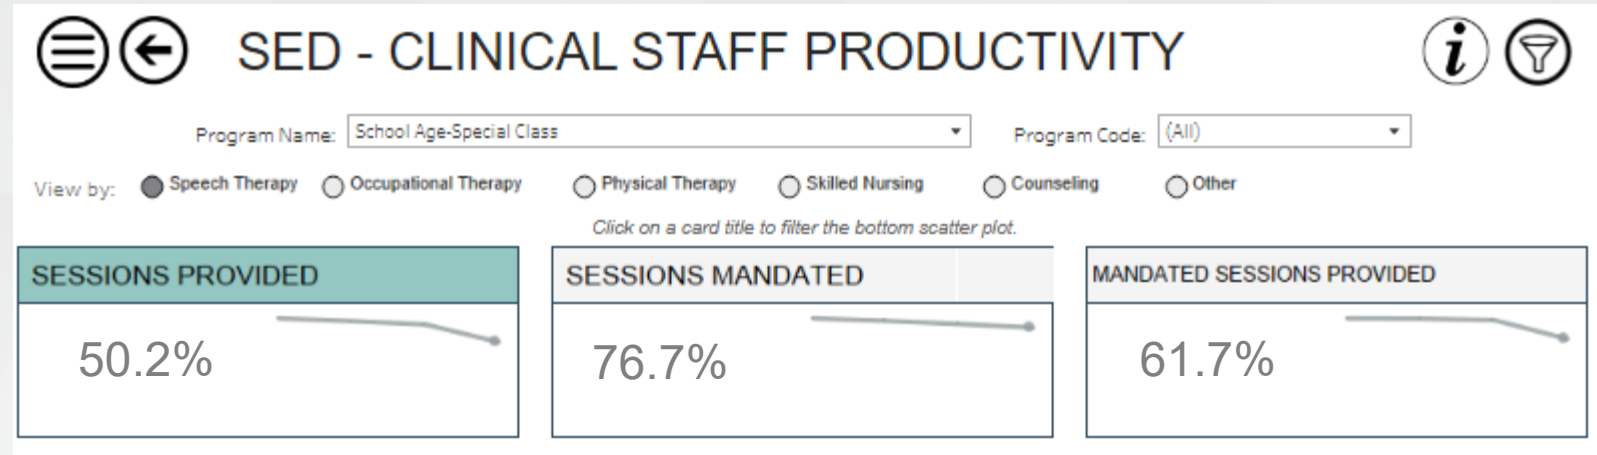 SED - CLINICAL STAFF PRODUCTIVITY
i
Program Name: School Age-Special Class Program Code: (All)
View by: Speech Therapy Occupational Therapy Physical Therapy Skilled Nursing Counseling Other
Click on a card title to filter the bottom scatter plot.
SESSIONS PROVIDED
50.2%
SESSIONS MANDATED
76.7%
MANDATED SESSIONS PROVIDED
61.7%